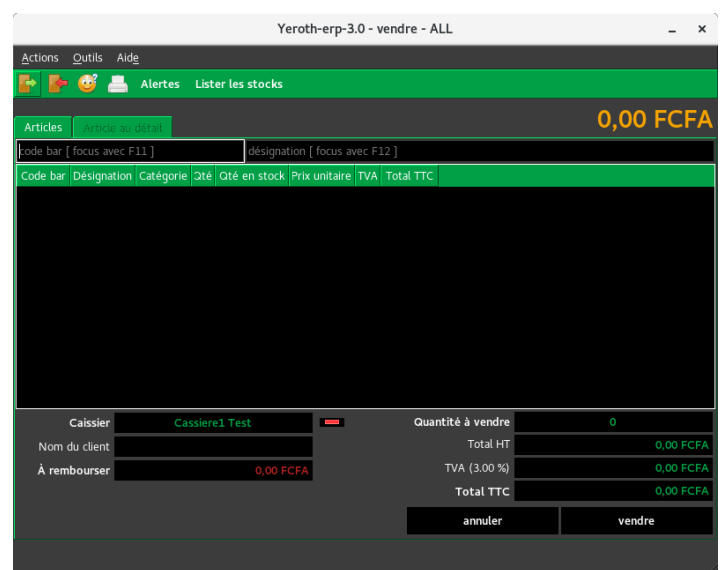 Yeroth-erp-3.0 - vendre - ALL
Actions Outils Aide
Alertes Lister les stocks
0,00 FCFA
Articles Article au détail
code bar [ focus avec F11 ] désignation [ focus avec F12 ]
Code bar Désignation Catégorie Qté Qté en stock Prix unitaire TVA Total TTC
Caissier Cassiere1 Test Quantité à vendre 0
Nom du client Total HT 0,00 FCFA
À rembourser 0,00 FCFA TVA (3.00 %) 0,00 FCFA
Total TTC 0,00 FCFA
annuler vendre